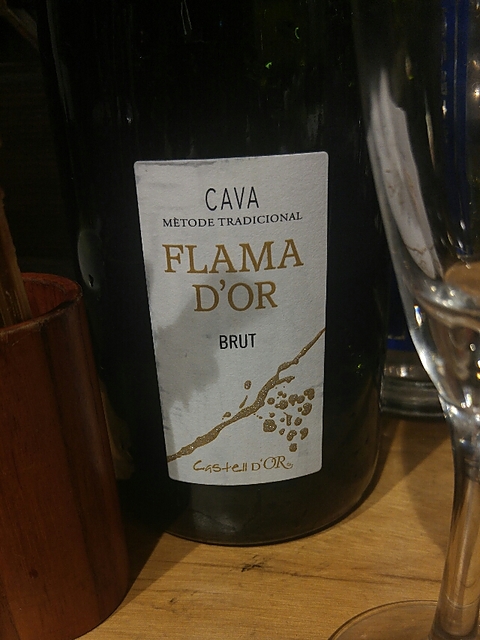 CAVA
MÈTODE TRADICIONAL
FLAMA
D'OR
BRUT
Castell D'OR